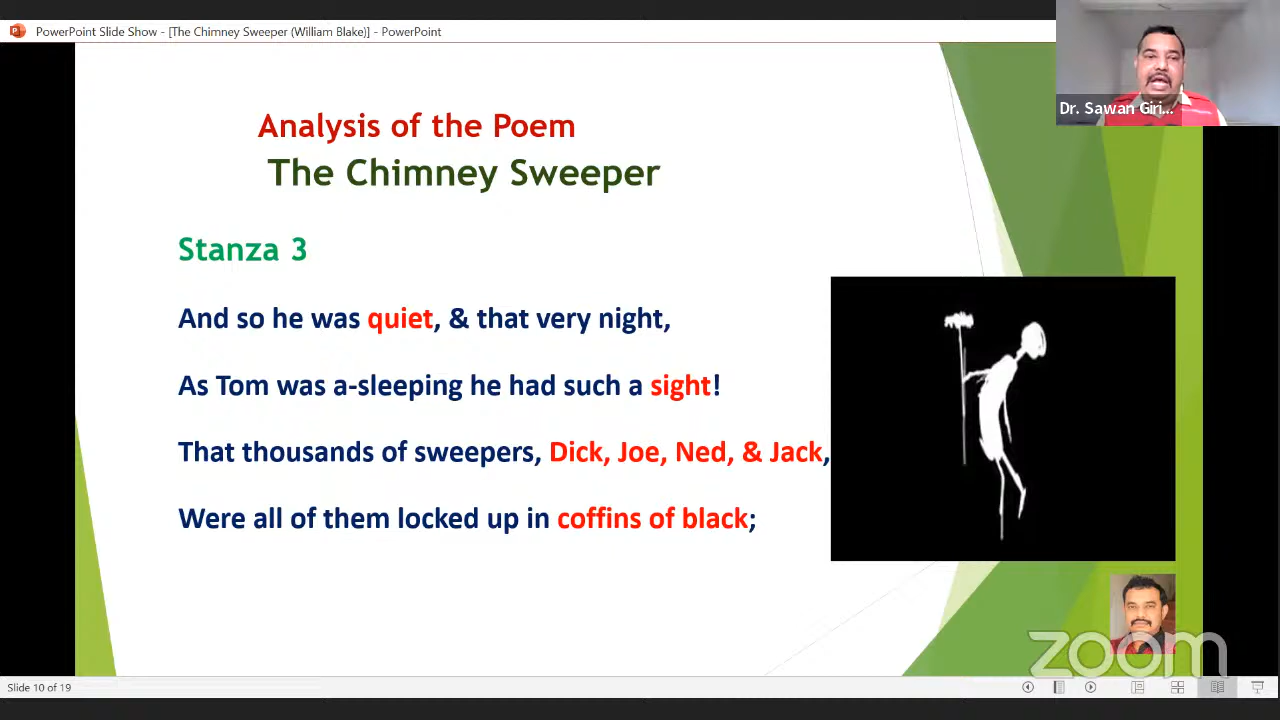 PowerPoint Slide Show - [The Chimney Sweeper (William Blake)] - PowerPoint
Dr. Sawan Giri...
Analysis of the Poem
The Chimney Sweeper
Stanza 3
And so he was quiet, & that very night,
As Tom was a-sleeping he had such a sight!
That thousands of sweepers, Dick, Joe, Ned, & Jack,
Were all of them locked up in coffins of black;
zoom
Slide 10 of 19